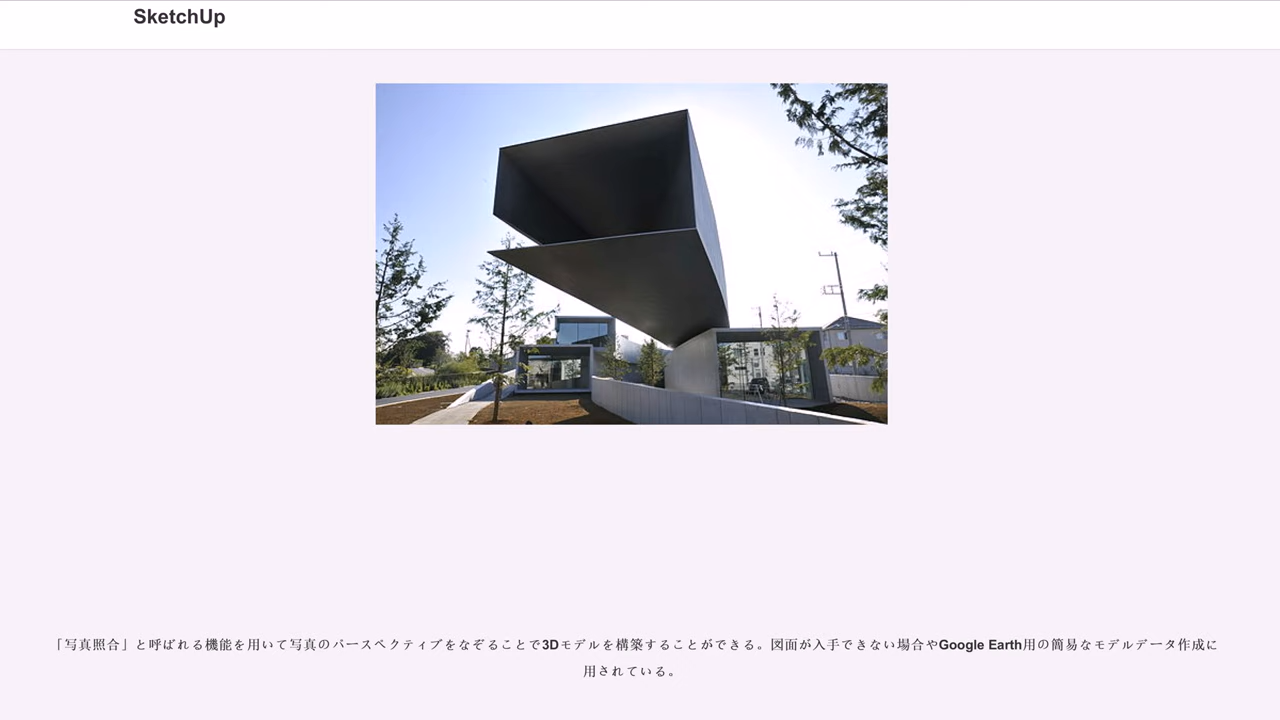 SketchUp
「写真照合」と呼ばれる機能を用いて写真のパースペクティブをなぞることで3Dモデルを構築することができる。図面が入手できない場合やGoogle Earth用の簡易なモデルデータ作成に
用されている。